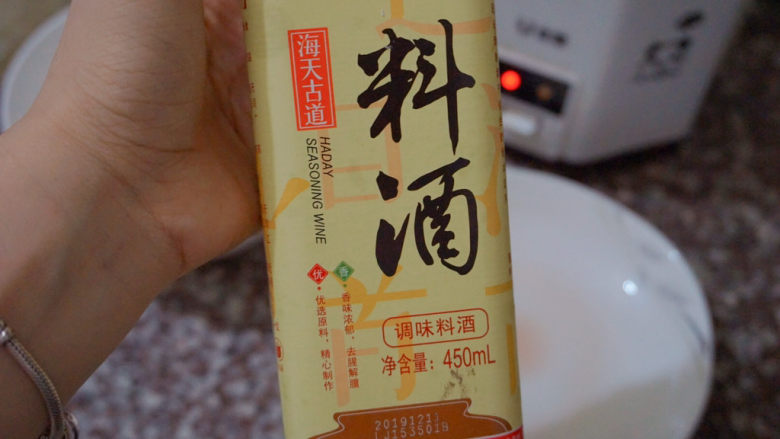 海天古道
料酒
HADAY
SEASONING WINE
优
优选原料，精心制作
香
香味浓郁，去腥解膻
调味料酒
净含量：450mL